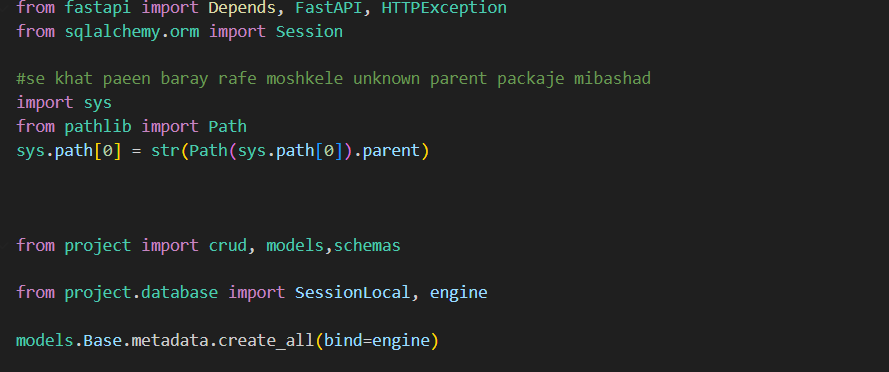 from fastapi import Depends, FastAPI, HTTPException
from sqlalchemy.orm import Session
#se khat paeen baray rafe moshkele unknown parent packaje mibashad
import sys
from pathlib import Path
sys.path[0] = str(Path(sys.path[0]).parent)
from project import crud, models,schemas
from project.database import SessionLocal, engine
models.Base.metadata.create_all(bind=engine)